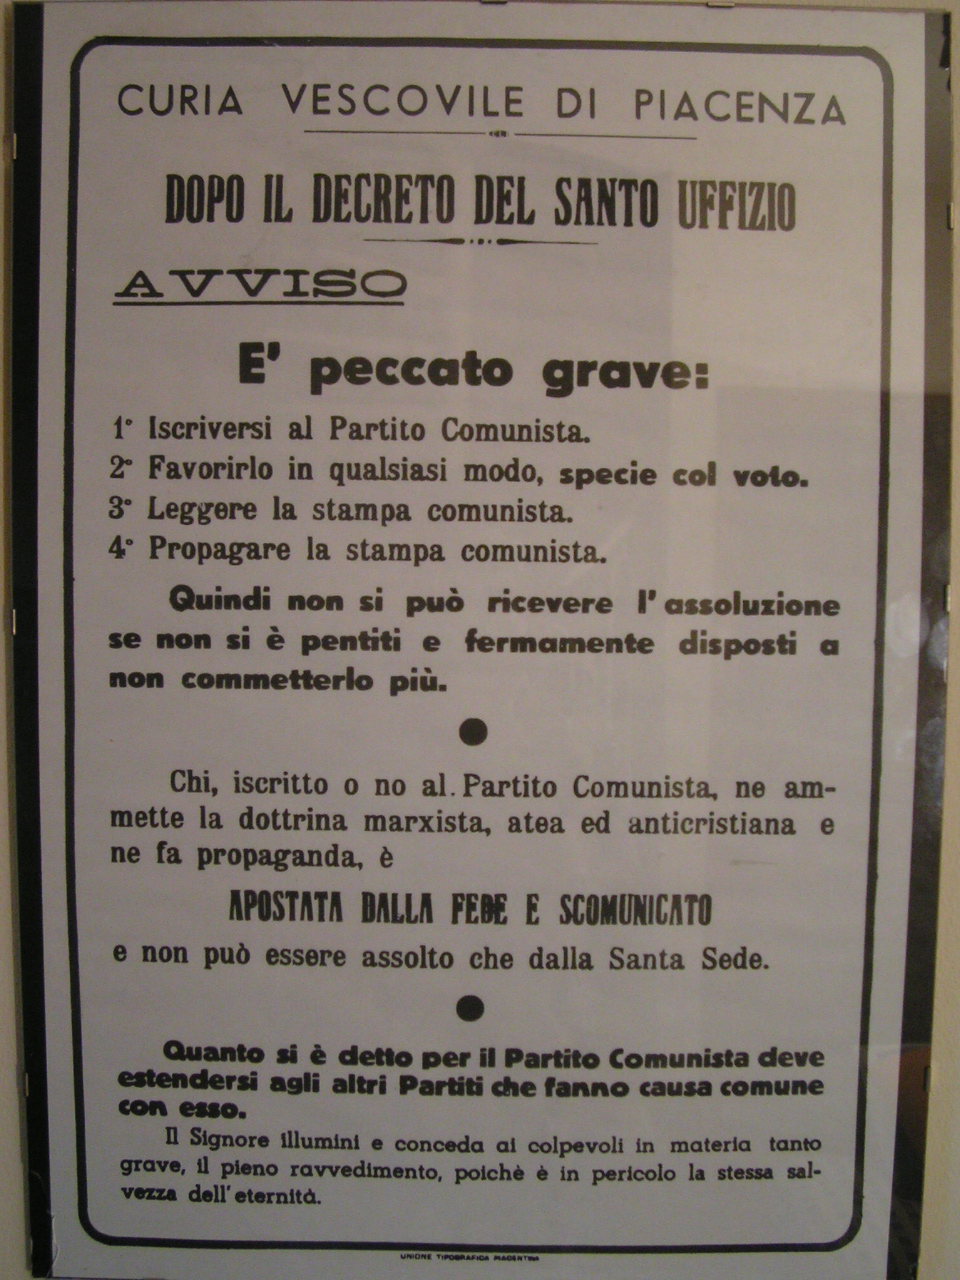 CURIA VESCOVILE DI PIACENZA
DOPO IL DECRETO DEL SANTO UFFIZIO
AVVISO
E' peccato grave:
1° Iscriversi al Partito Comunista.
2° Favorirlo in qualsiasi modo, specie col voto.
3° Leggere la stampa comunista.
4° Propagare la stampa comunista.
Quindi non si può ricevere l'assoluzione
se non si è pentiti e fermamente disposti a
non commetterlo più.
Chi, iscritto o no al Partito Comunista, ne am-
mette la dottrina marxista, atea ed anticristiana e
ne fa propaganda, è
APOSTATA DALLA FEDE E SCOMUNICATO
e non può essere assolto che dalla Santa Sede.
Quanto si è detto per il Partito Comunista deve
estendersi agli altri Partiti che fanno causa comune
con esso.
Il Signore illumini e conceda ai colpevoli in materia tanto
grave, il pieno ravvedimento, poichè è in pericolo la stessa sal-
vezza dell'eternità.
UNIONE TIPOGRAFICA PIACENTINA